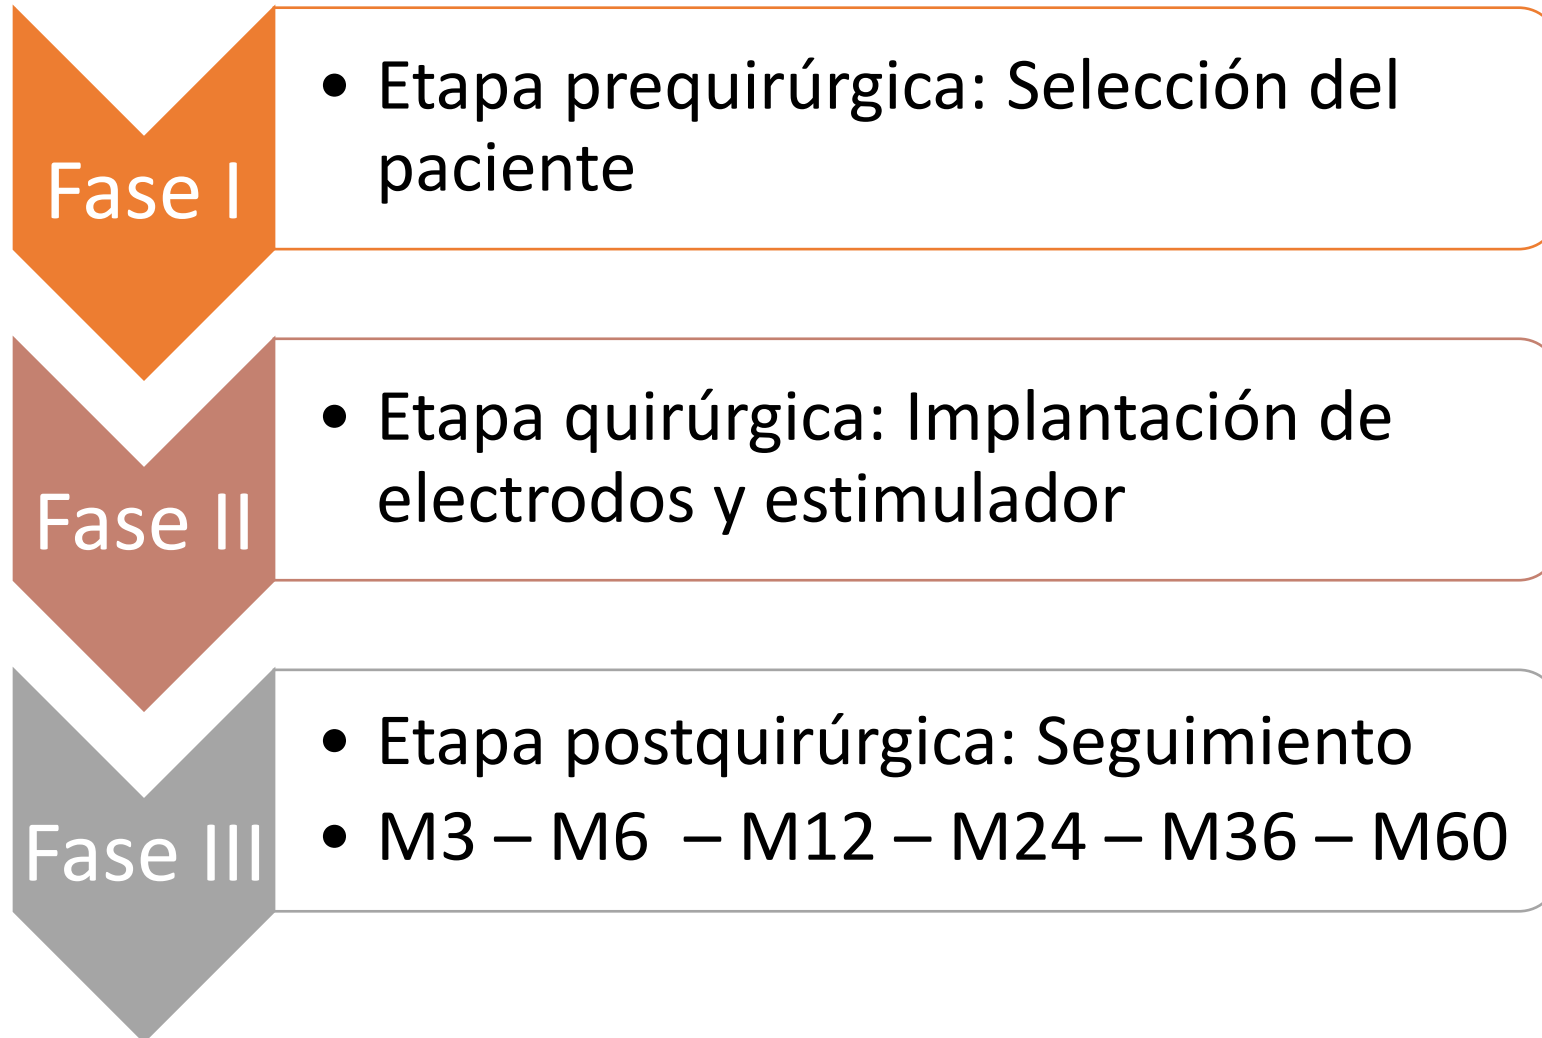 Fase I
• Etapa prequirúrgica: Selección del
paciente
Fase II
• Etapa quirúrgica: Implantación de
electrodos y estimulador
Fase III
• Etapa postquirúrgica: Seguimiento
• M3 – M6 – M12 – M24 – M36 – M60